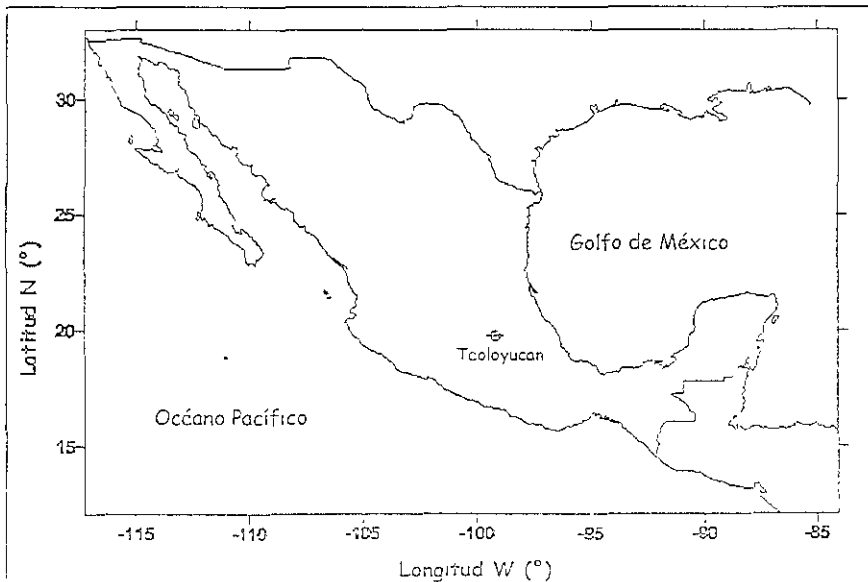 30
25
20
15
Latitud N (°)
Golfo de México
Tcoloyucan
Océano Pacífico
-115
-110
-105
-100
-95
-90
-85
Longitud W (°)